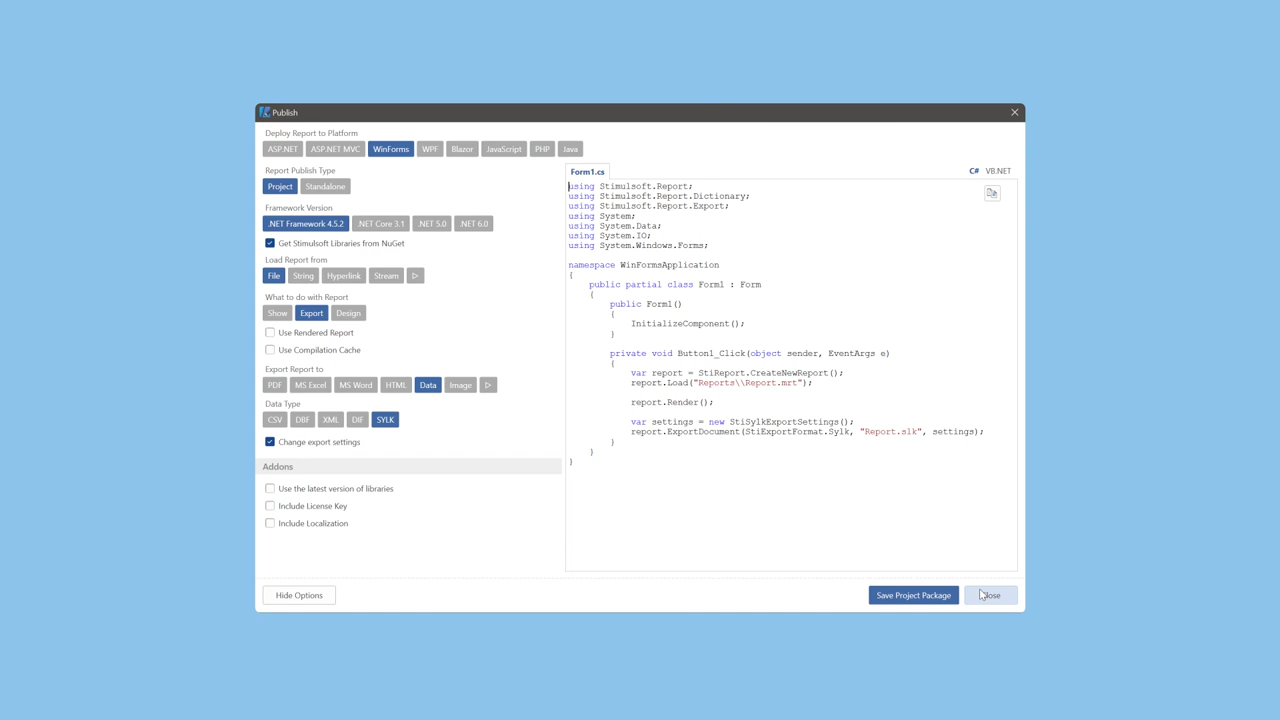 Publish
Deploy Report to Platform
ASP.NET ASP.NET MVC WinForms WPF Blazor JavaScript PHP Java
Report Publish Type
Project Standalone
Framework Version
.NET Framework 4.5.2 .NET Core 3.1 .NET 5.0 .NET 6.0
Get Stimulsoft Libraries from NuGet
Load Report from
File String Hyperlink Stream
What to do with Report
Show Export Design
Use Rendered Report
Use Compilation Cache
Export Report to
PDF MS Excel MS Word HTML Data Image
Data Type
CSV DBF XML DIF SYLK
Change export settings
Addons
Use the latest version of libraries
Include License Key
Include Localization
Form1.cs C# VB.NET
using Stimulsoft.Report;
using Stimulsoft.Report.Dictionary;
using Stimulsoft.Report.Export;
using System;
using System.Data;
using System.IO;
using System.Windows.Forms;
namespace WinFormsApplication
{
public partial class Form1 : Form
{
public Form1()
{
InitializeComponent();
}
private void Button1_Click(object sender, EventArgs e)
{
var report = StiReport.CreateNewReport();
report.Load("Reports\\Report.mrt");
report.Render();
var settings = new StiSylkExportSettings();
report.ExportDocument(StiExportFormat.Sylk, "Report.slk", settings);
}
}
}
Hide Options Save Project Package Close